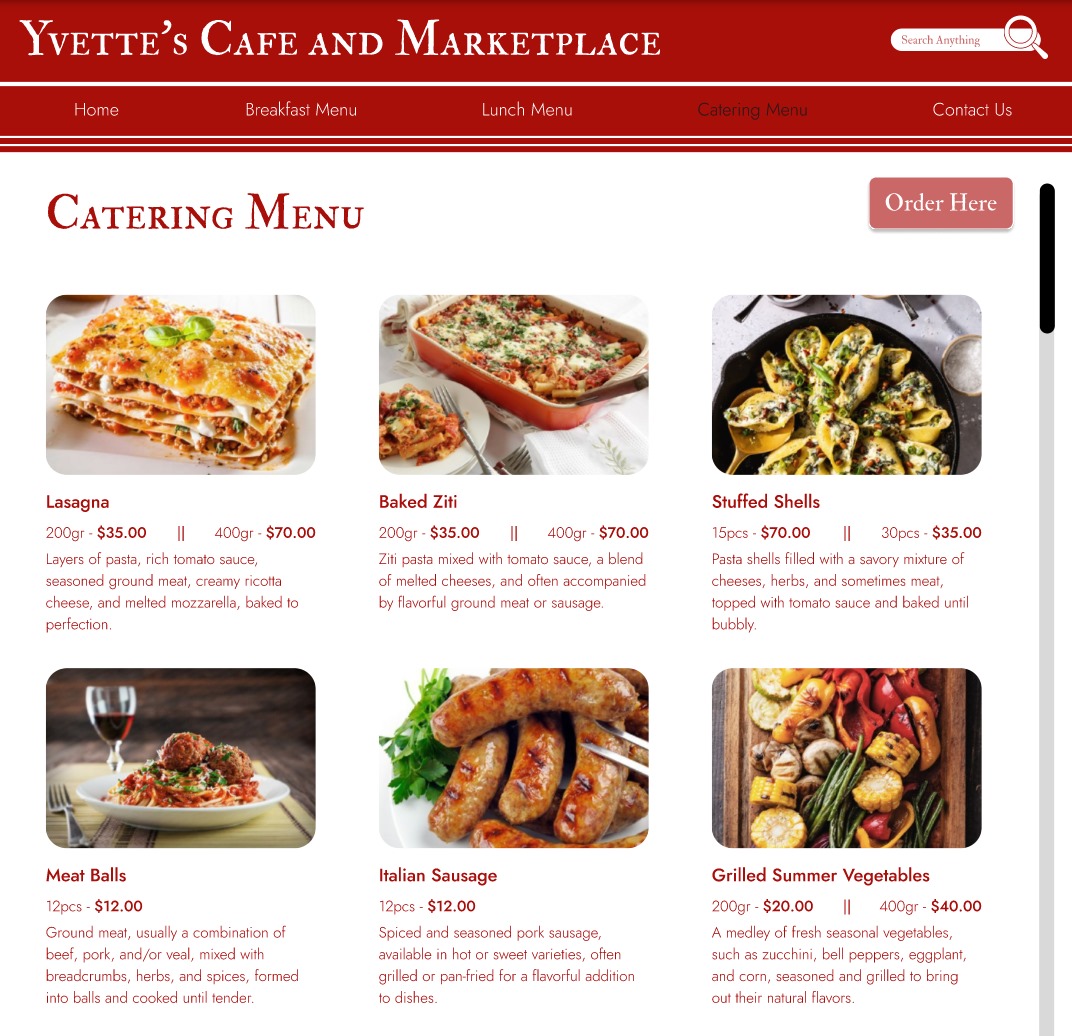 Yvette's Cafe and Marketplace
Search Anything
Home Breakfast Menu Lunch Menu Catering Menu Contact Us
Catering Menu
Order Here
Lasagna
200gr - $35.00 || 400gr - $70.00
Layers of pasta, rich tomato sauce,
seasoned ground meat, creamy ricotta
cheese, and melted mozzarella, baked to
perfection.
Baked Ziti
200gr - $35.00 || 400gr - $70.00
Ziti pasta mixed with tomato sauce, a blend
of melted cheeses, and often accompanied
by flavorful ground meat or sausage.
Stuffed Shells
15pcs - $70.00 || 30pcs - $35.00
Pasta shells filled with a savory mixture of
cheeses, herbs, and sometimes meat,
topped with tomato sauce and baked until
bubbly.
Meat Balls
12pcs - $12.00
Ground meat, usually a combination of
beef, pork, and/or veal, mixed with
breadcrumbs, herbs, and spices, formed
into balls and cooked until tender.
Italian Sausage
12pcs - $12.00
Spiced and seasoned pork sausage,
available in hot or sweet varieties, often
grilled or pan-fried for a flavorful addition
to dishes.
Grilled Summer Vegetables
200gr - $20.00 || 400gr - $40.00
A medley of fresh seasonal vegetables,
such as zucchini, bell peppers, eggplant,
and corn, seasoned and grilled to bring
out their natural flavors.